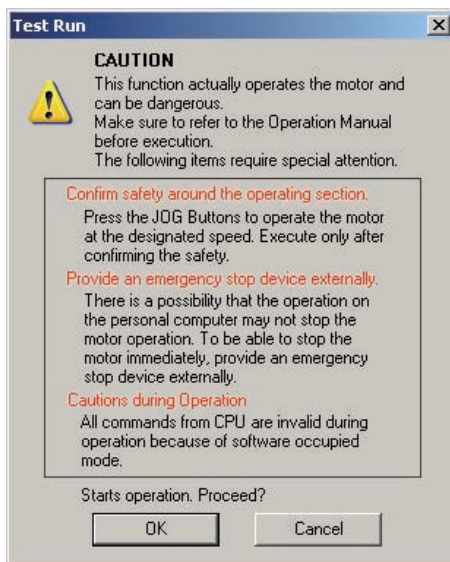 Test Run
CAUTION
This function actually operates the motor and
can be dangerous.
Make sure to refer to the Operation Manual
before execution.
The following items require special attention.
Confirm safety around the operating section.
Press the JOG Buttons to operate the motor
at the designated speed. Execute only after
confirming the safety.
Provide an emergency stop device externally.
There is a possibility that the operation on
the personal computer may not stop the
motor operation. To be able to stop the
motor immediately, provide an emergency
stop device externally.
Cautions during Operation
All commands from CPU are invalid during
operation because of software occupied
mode.
Starts operation. Proceed?
OK
Cancel